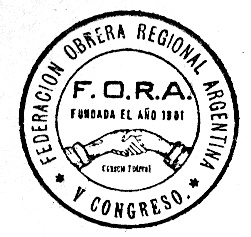 FEDERACION OBRERA REGIONAL ARGENTINA
F.O.R.A.
FUNDADA EL AÑO 1901
* V CONGRESO. *